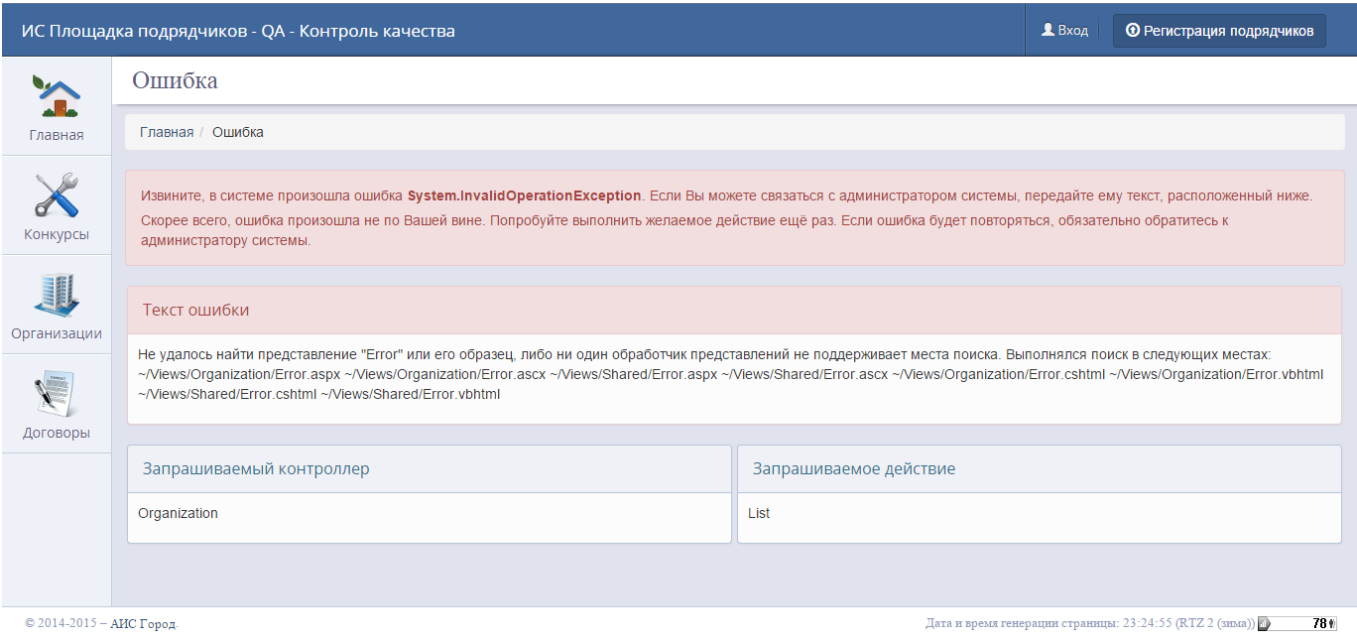 ИС Площадка подрядчиков - QA - Контроль качества
Вход
Регистрация подрядчиков
Главная
Конкурсы
Организации
Договоры
Ошибка
Главная / Ошибка
Извините, в системе произошла ошибка System.InvalidOperationException. Если Вы можете связаться с администратором системы, передайте ему текст, расположенный ниже.
Скорее всего, ошибка произошла не по Вашей вине. Попробуйте выполнить желаемое действие ещё раз. Если ошибка будет повторяться, обязательно обратитесь к
администратору системы.
Текст ошибки
Не удалось найти представление "Error" или его образец, либо ни один обработчик представлений не поддерживает места поиска. Выполнялся поиск в следующих местах:
~/Views/Organization/Error.aspx ~/Views/Organization/Error.ascx ~/Views/Shared/Error.aspx ~/Views/Shared/Error.ascx ~/Views/Organization/Error.cshtml ~/Views/Organization/Error.vbhtml
~/Views/Shared/Error.cshtml ~/Views/Shared/Error.vbhtml
Запрашиваемый контроллер
Organization
Запрашиваемое действие
List
© 2014-2015 – АИС Город.
Дата и время генерации страницы: 23:24:55 (RTZ 2 (зима))
78